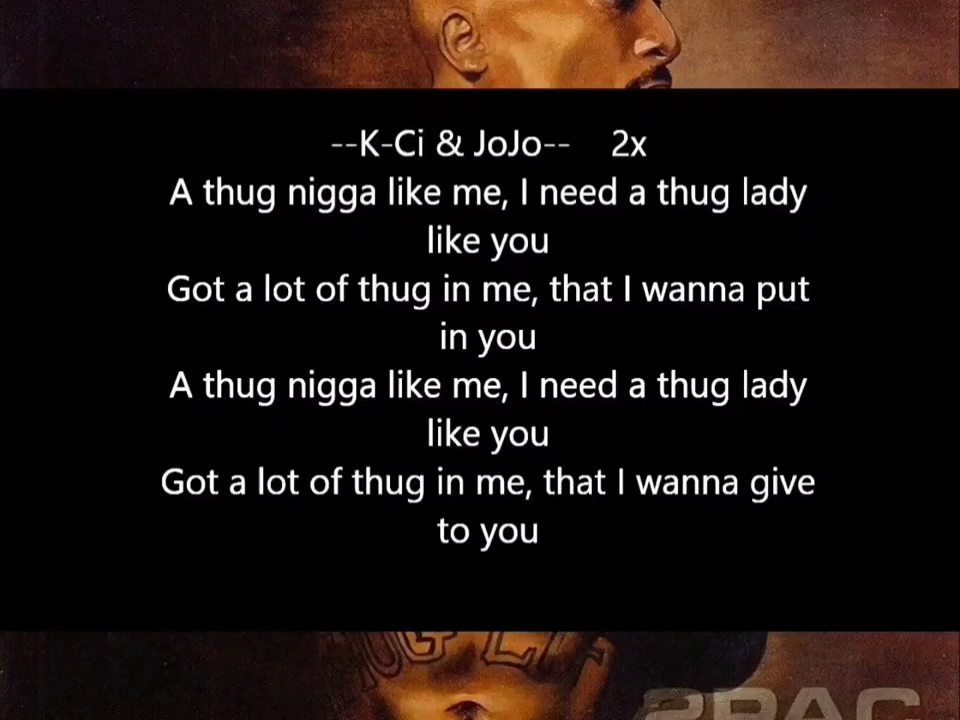 --K-Ci & JoJo-- 2x
A thug nigga like me, I need a thug lady
like you
Got a lot of thug in me, that I wanna put
in you
A thug nigga like me, I need a thug lady
like you
Got a lot of thug in me, that I wanna give
to you
2PAC